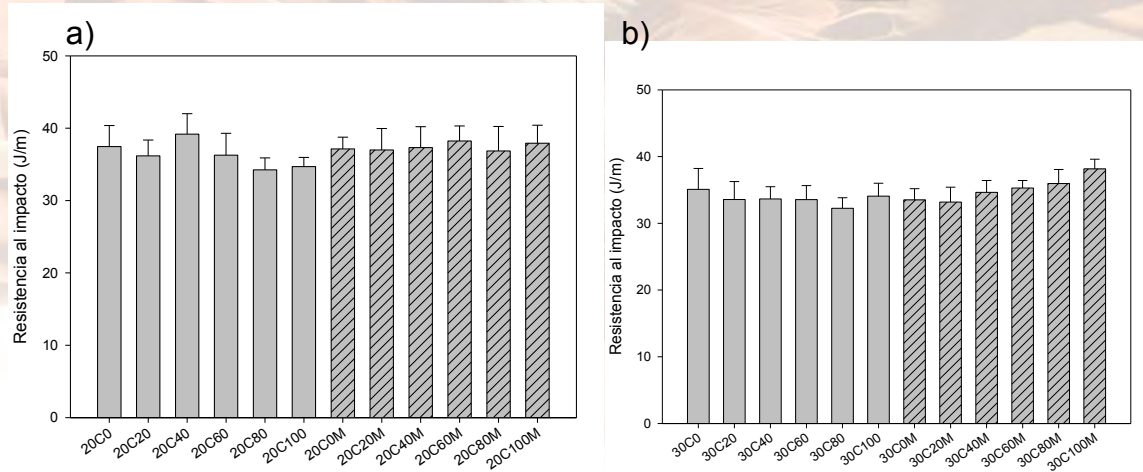 a)
Resistencia al impacto (J/m)
50
40
30
20
10
0
20C0
20C20
20C40
20C60
20C80
20C100
20C0M
20C20M
20C40M
20C60M
20C80M
20C100M
b)
Resistencia al impacto (J/m)
50
40
30
20
10
0
30C0
30C20
30C40
30C60
30C80
30C100
30C0M
30C20M
30C40M
30C60M
30C80M
30C100M